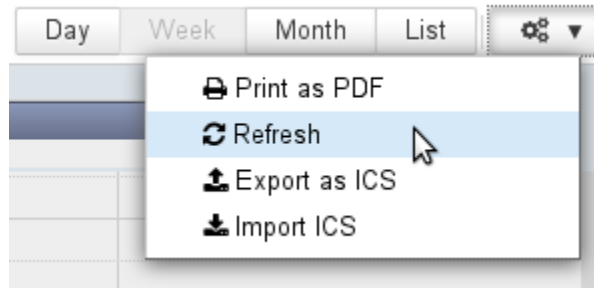 Day Week Month List
Print as PDF
Refresh
Export as ICS
Import ICS